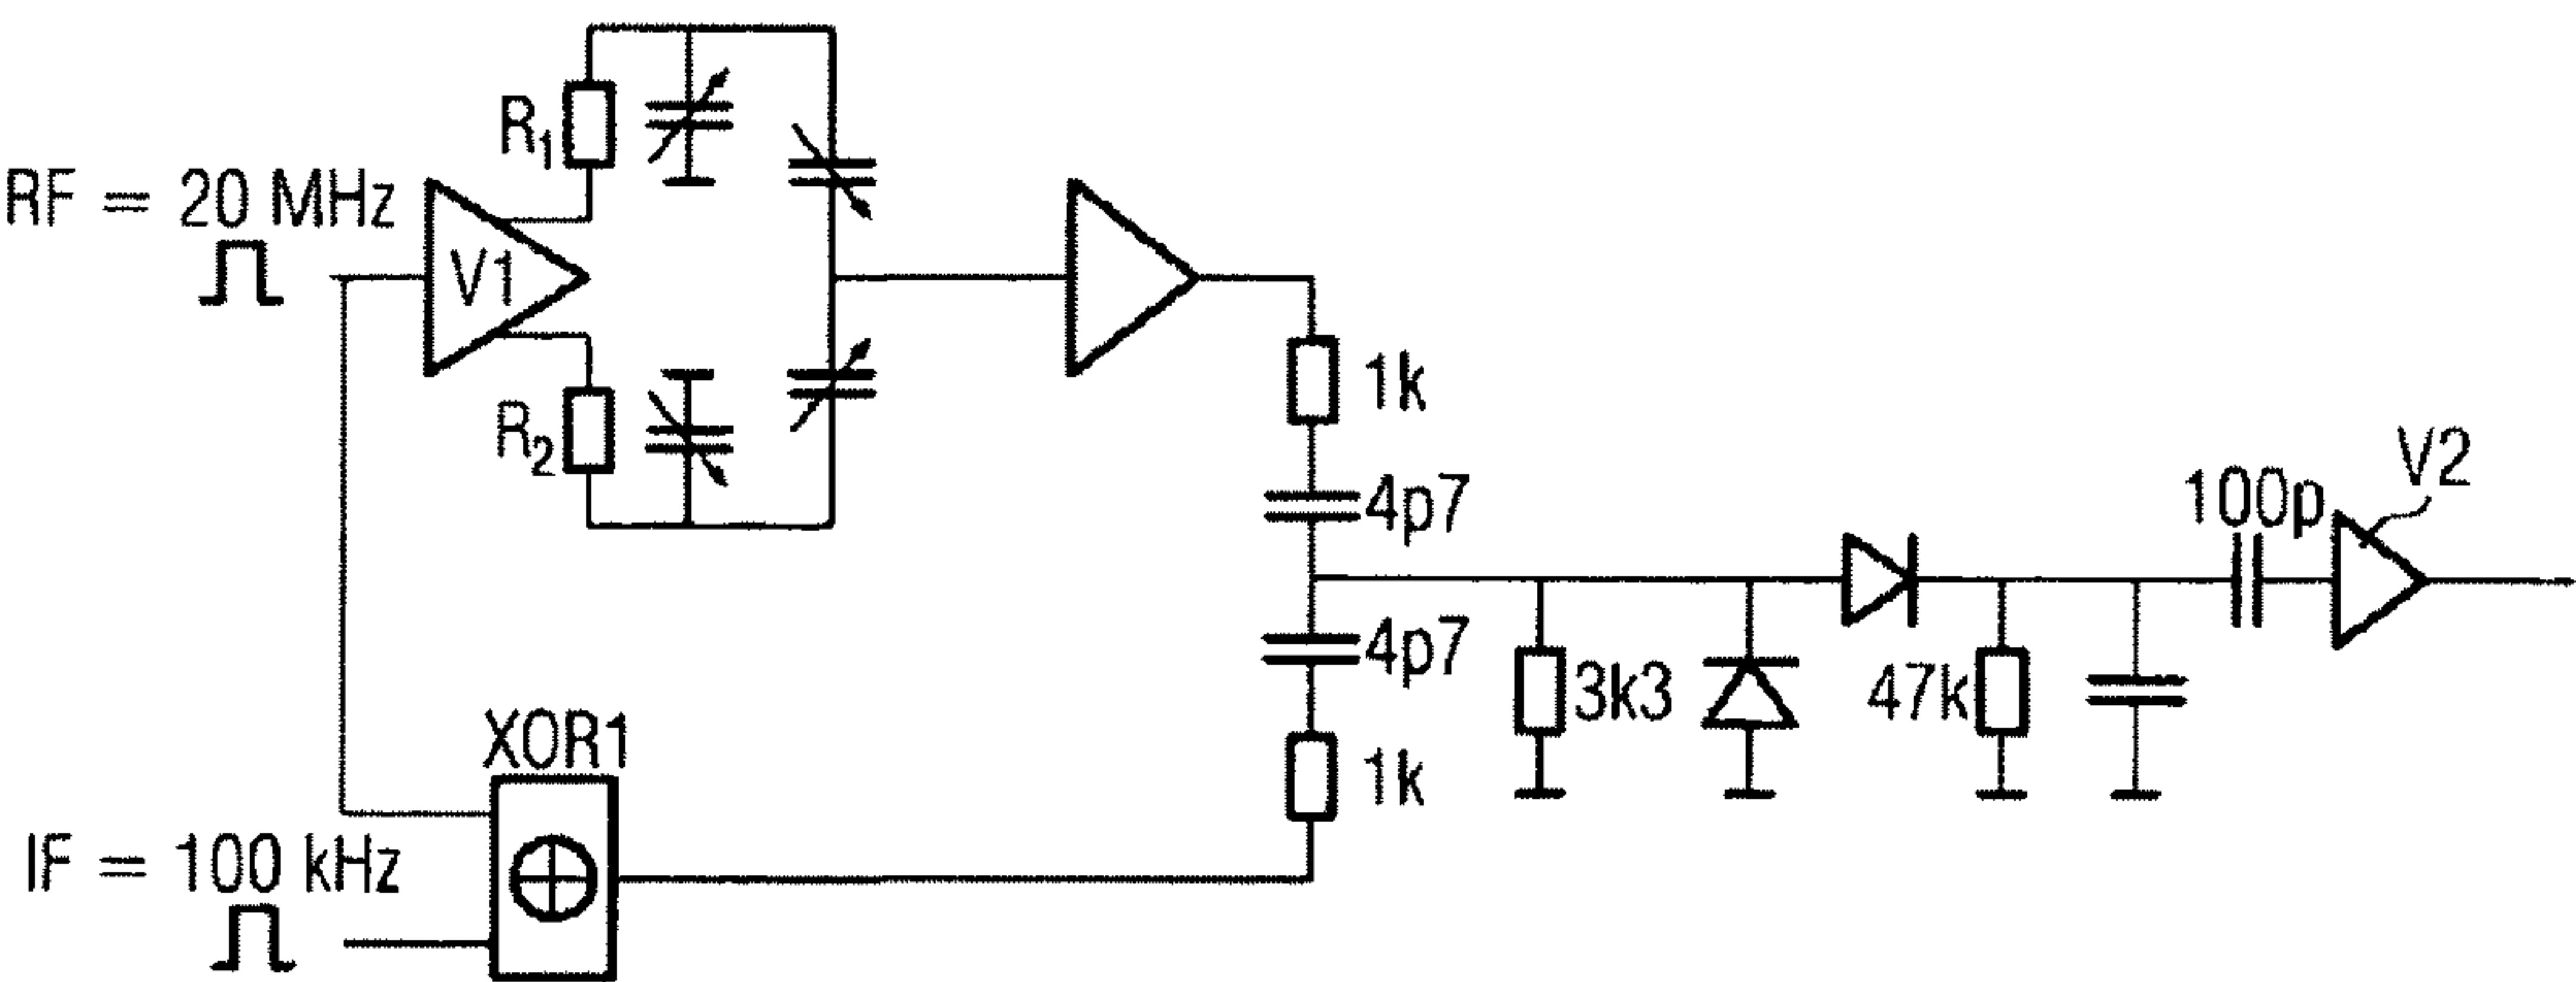 R1
RF = 20 MHz
V1
R2
1k
4p7
V2
100p
4p7
3k3
47k
XOR1
1k
IF = 100 kHz